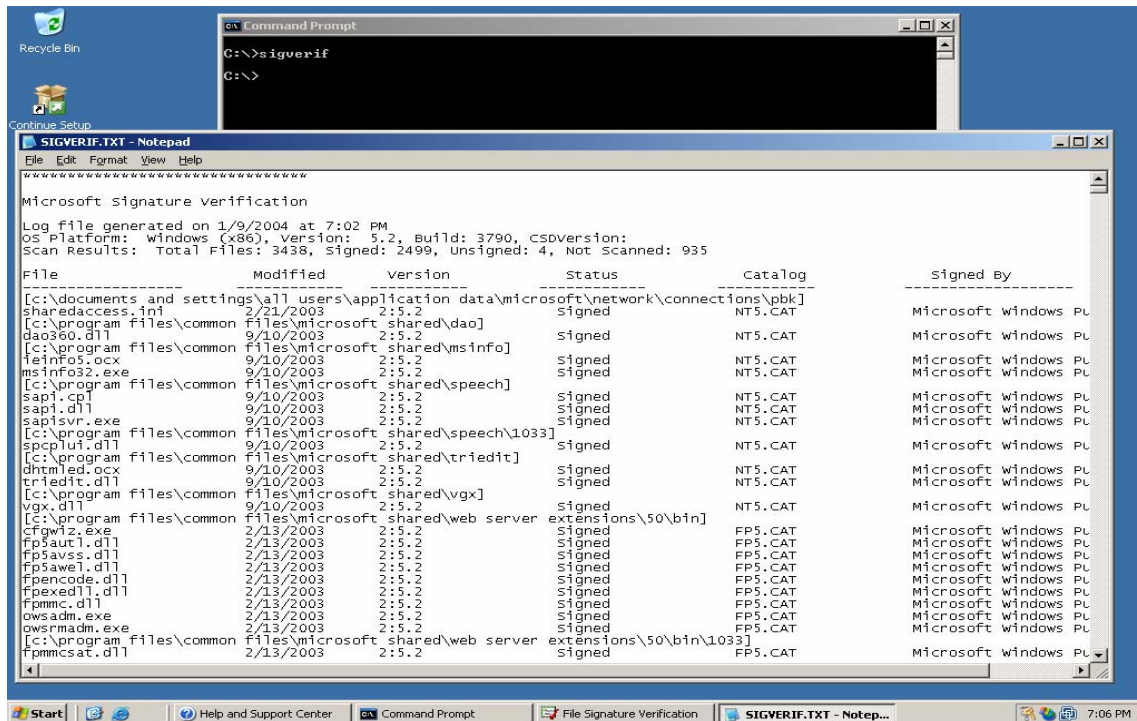 Recycle Bin
Continue Setup
Command Prompt
C:\>sigverif
C:\>
SIGVERIF.TXT - Notepad
File Edit Format View Help
********************************
Microsoft Signature Verification
Log file generated on 1/9/2004 at 7:02 PM
OS Platform: Windows (x86), Version: 5.2, Build: 3790, CSDVersion:
Scan Results: Total Files: 3438, Signed: 2499, Unsigned: 4, Not Scanned: 935
File Modified Version Status Catalog Signed By
------------------ ------------ ----------- ------------ ----------- -------------------
[c:\documents and settings\all users\application data\microsoft\network\connections\pbk]
sharedaccess.ini 2/21/2003 2:5.2 Signed NT5.CAT Microsoft Windows Pu
[c:\program files\common files\microsoft shared\dao]
dao360.dll 9/10/2003 2:5.2 Signed NT5.CAT Microsoft Windows Pu
[c:\program files\common files\microsoft shared\msinfo]
ieinfo5.ocx 9/10/2003 2:5.2 Signed NT5.CAT Microsoft Windows Pu
msinfo32.exe 9/10/2003 2:5.2 Signed NT5.CAT Microsoft Windows Pu
[c:\program files\common files\microsoft shared\speech]
sapi.cpl 9/10/2003 2:5.2 Signed NT5.CAT Microsoft Windows Pu
sapi.dll 9/10/2003 2:5.2 Signed NT5.CAT Microsoft Windows Pu
sapisvr.exe 9/10/2003 2:5.2 Signed NT5.CAT Microsoft Windows Pu
[c:\program files\common files\microsoft shared\speech\1033]
spcplui.dll 9/10/2003 2:5.2 Signed NT5.CAT Microsoft Windows Pu
[c:\program files\common files\microsoft shared\triedit]
dhtmled.ocx 9/10/2003 2:5.2 Signed NT5.CAT Microsoft Windows Pu
triedit.dll 9/10/2003 2:5.2 Signed NT5.CAT Microsoft Windows Pu
[c:\program files\common files\microsoft shared\vgx]
vgx.dll 9/10/2003 2:5.2 Signed NT5.CAT Microsoft Windows Pu
[c:\program files\common files\microsoft shared\web server extensions\50\bin]
cfgwiz.exe 2/13/2003 2:5.2 Signed FP5.CAT Microsoft Windows Pu
fp5autl.dll 2/13/2003 2:5.2 Signed FP5.CAT Microsoft Windows Pu
fp5avss.dll 2/13/2003 2:5.2 Signed FP5.CAT Microsoft Windows Pu
fp5awel.dll 2/13/2003 2:5.2 Signed FP5.CAT Microsoft Windows Pu
fpencode.dll 2/13/2003 2:5.2 Signed FP5.CAT Microsoft Windows Pu
fpexedll.dll 2/13/2003 2:5.2 Signed FP5.CAT Microsoft Windows Pu
fpmmc.dll 2/13/2003 2:5.2 Signed FP5.CAT Microsoft Windows Pu
owsadm.exe 2/13/2003 2:5.2 Signed FP5.CAT Microsoft Windows Pu
owsrmadm.exe 2/13/2003 2:5.2 Signed FP5.CAT Microsoft Windows Pu
[c:\program files\common files\microsoft shared\web server extensions\50\bin\1033]
fpmmcsat.dll 2/13/2003 2:5.2 Signed FP5.CAT Microsoft Windows Pu
Start Help and Support Center Command Prompt File Signature Verification SIGVERIF.TXT - Notep... 7:06 PM